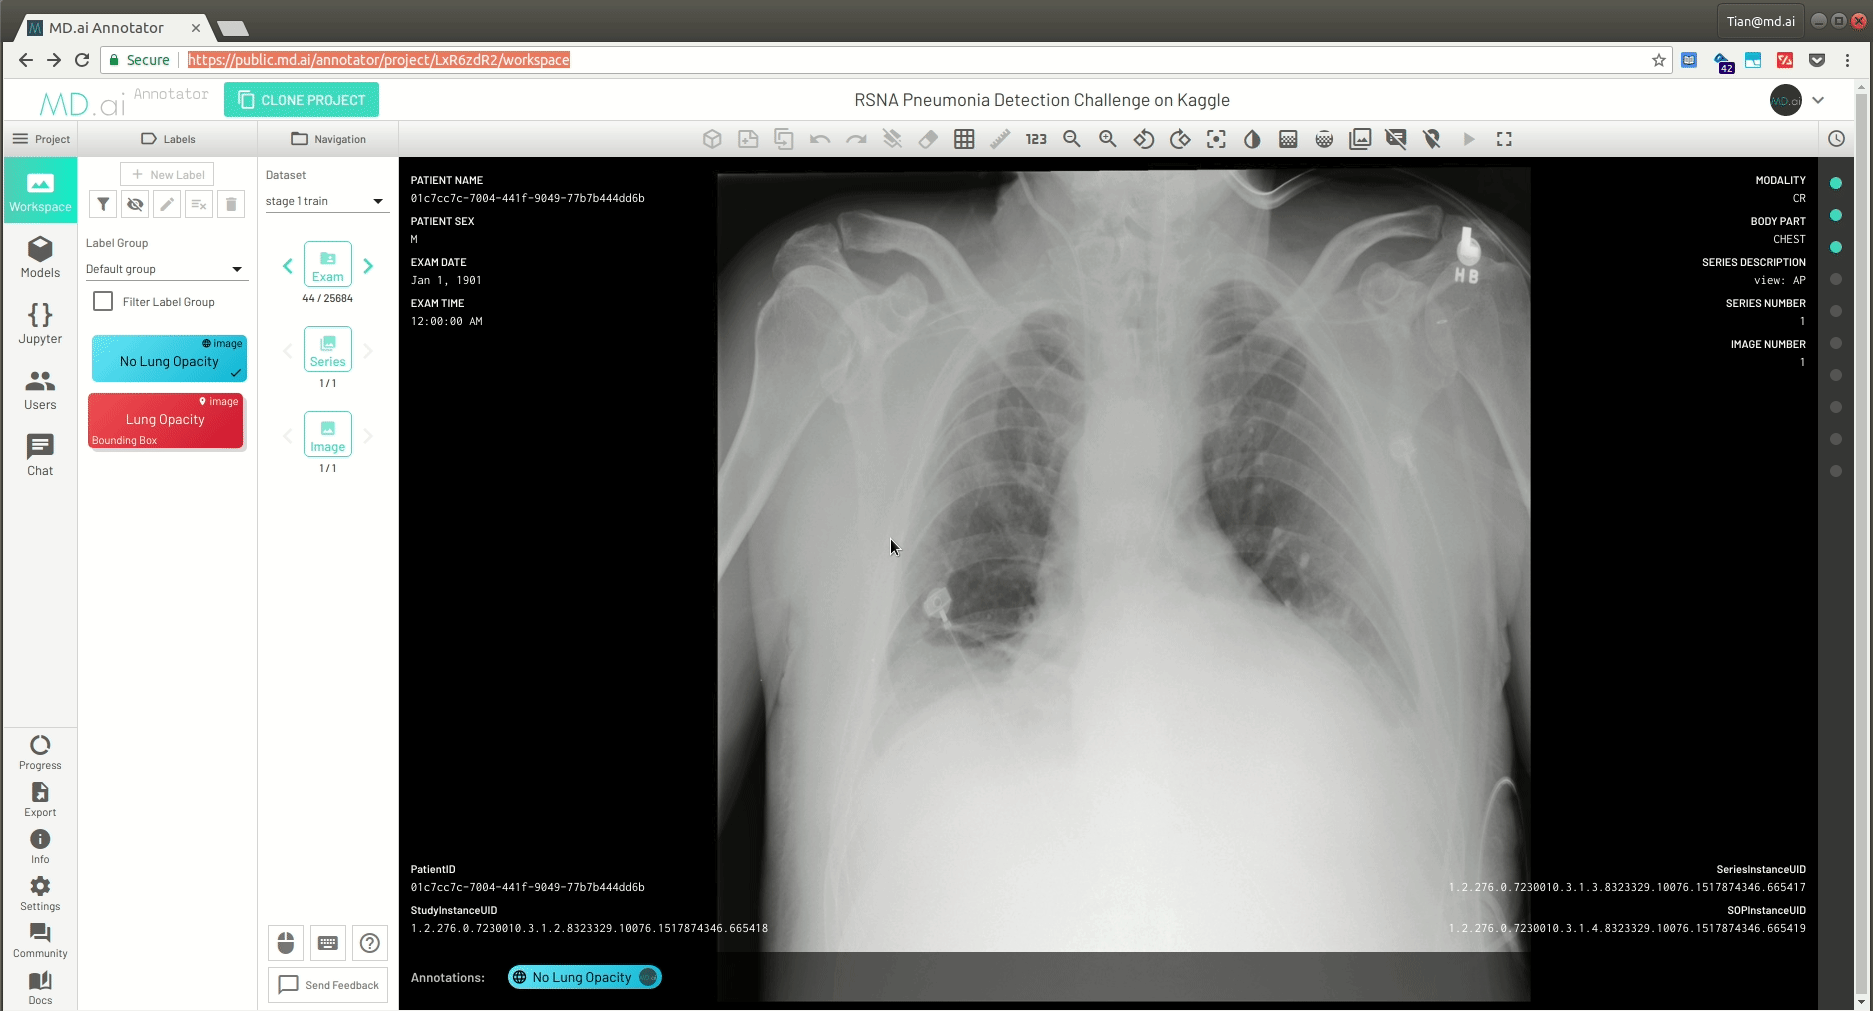 MD.ai Annotator
Tian@md.ai
Secure
https://public.md.ai/annotator/project/LxR6zdR2/workspace
42
MD.ai Annotator
CLONE PROJECT
RSNA Pneumonia Detection Challenge on Kaggle
MD.ai
Project
Labels
Navigation
123
Workspace
Models
Jupyter
Users
Chat
Progress
Export
Info
Settings
Community
Docs
+ New Label
Label Group
Default group
Filter Label Group
image
No Lung Opacity
image
Lung Opacity
Bounding Box
Dataset
stage 1 train
Exam
44 / 25684
Series
1 / 1
Image
1 / 1
Send Feedback
PATIENT NAME
01c7cc7c-7004-441f-9049-77b7b444dd6b
PATIENT SEX
M
EXAM DATE
Jan 1, 1901
EXAM TIME
12:00:00 AM
HB
MODALITY
CR
BODY PART
CHEST
SERIES DESCRIPTION
view: AP
SERIES NUMBER
1
IMAGE NUMBER
1
PatientID
01c7cc7c-7004-441f-9049-77b7b444dd6b
StudyInstanceUID
1.2.276.0.7230010.3.1.2.8323329.10076.1517874346.665418
SeriesInstanceUID
1.2.276.0.7230010.3.1.3.8323329.10076.1517874346.665417
SOPInstanceUID
1.2.276.0.7230010.3.1.4.8323329.10076.1517874346.665419
Annotations:
No Lung Opacity